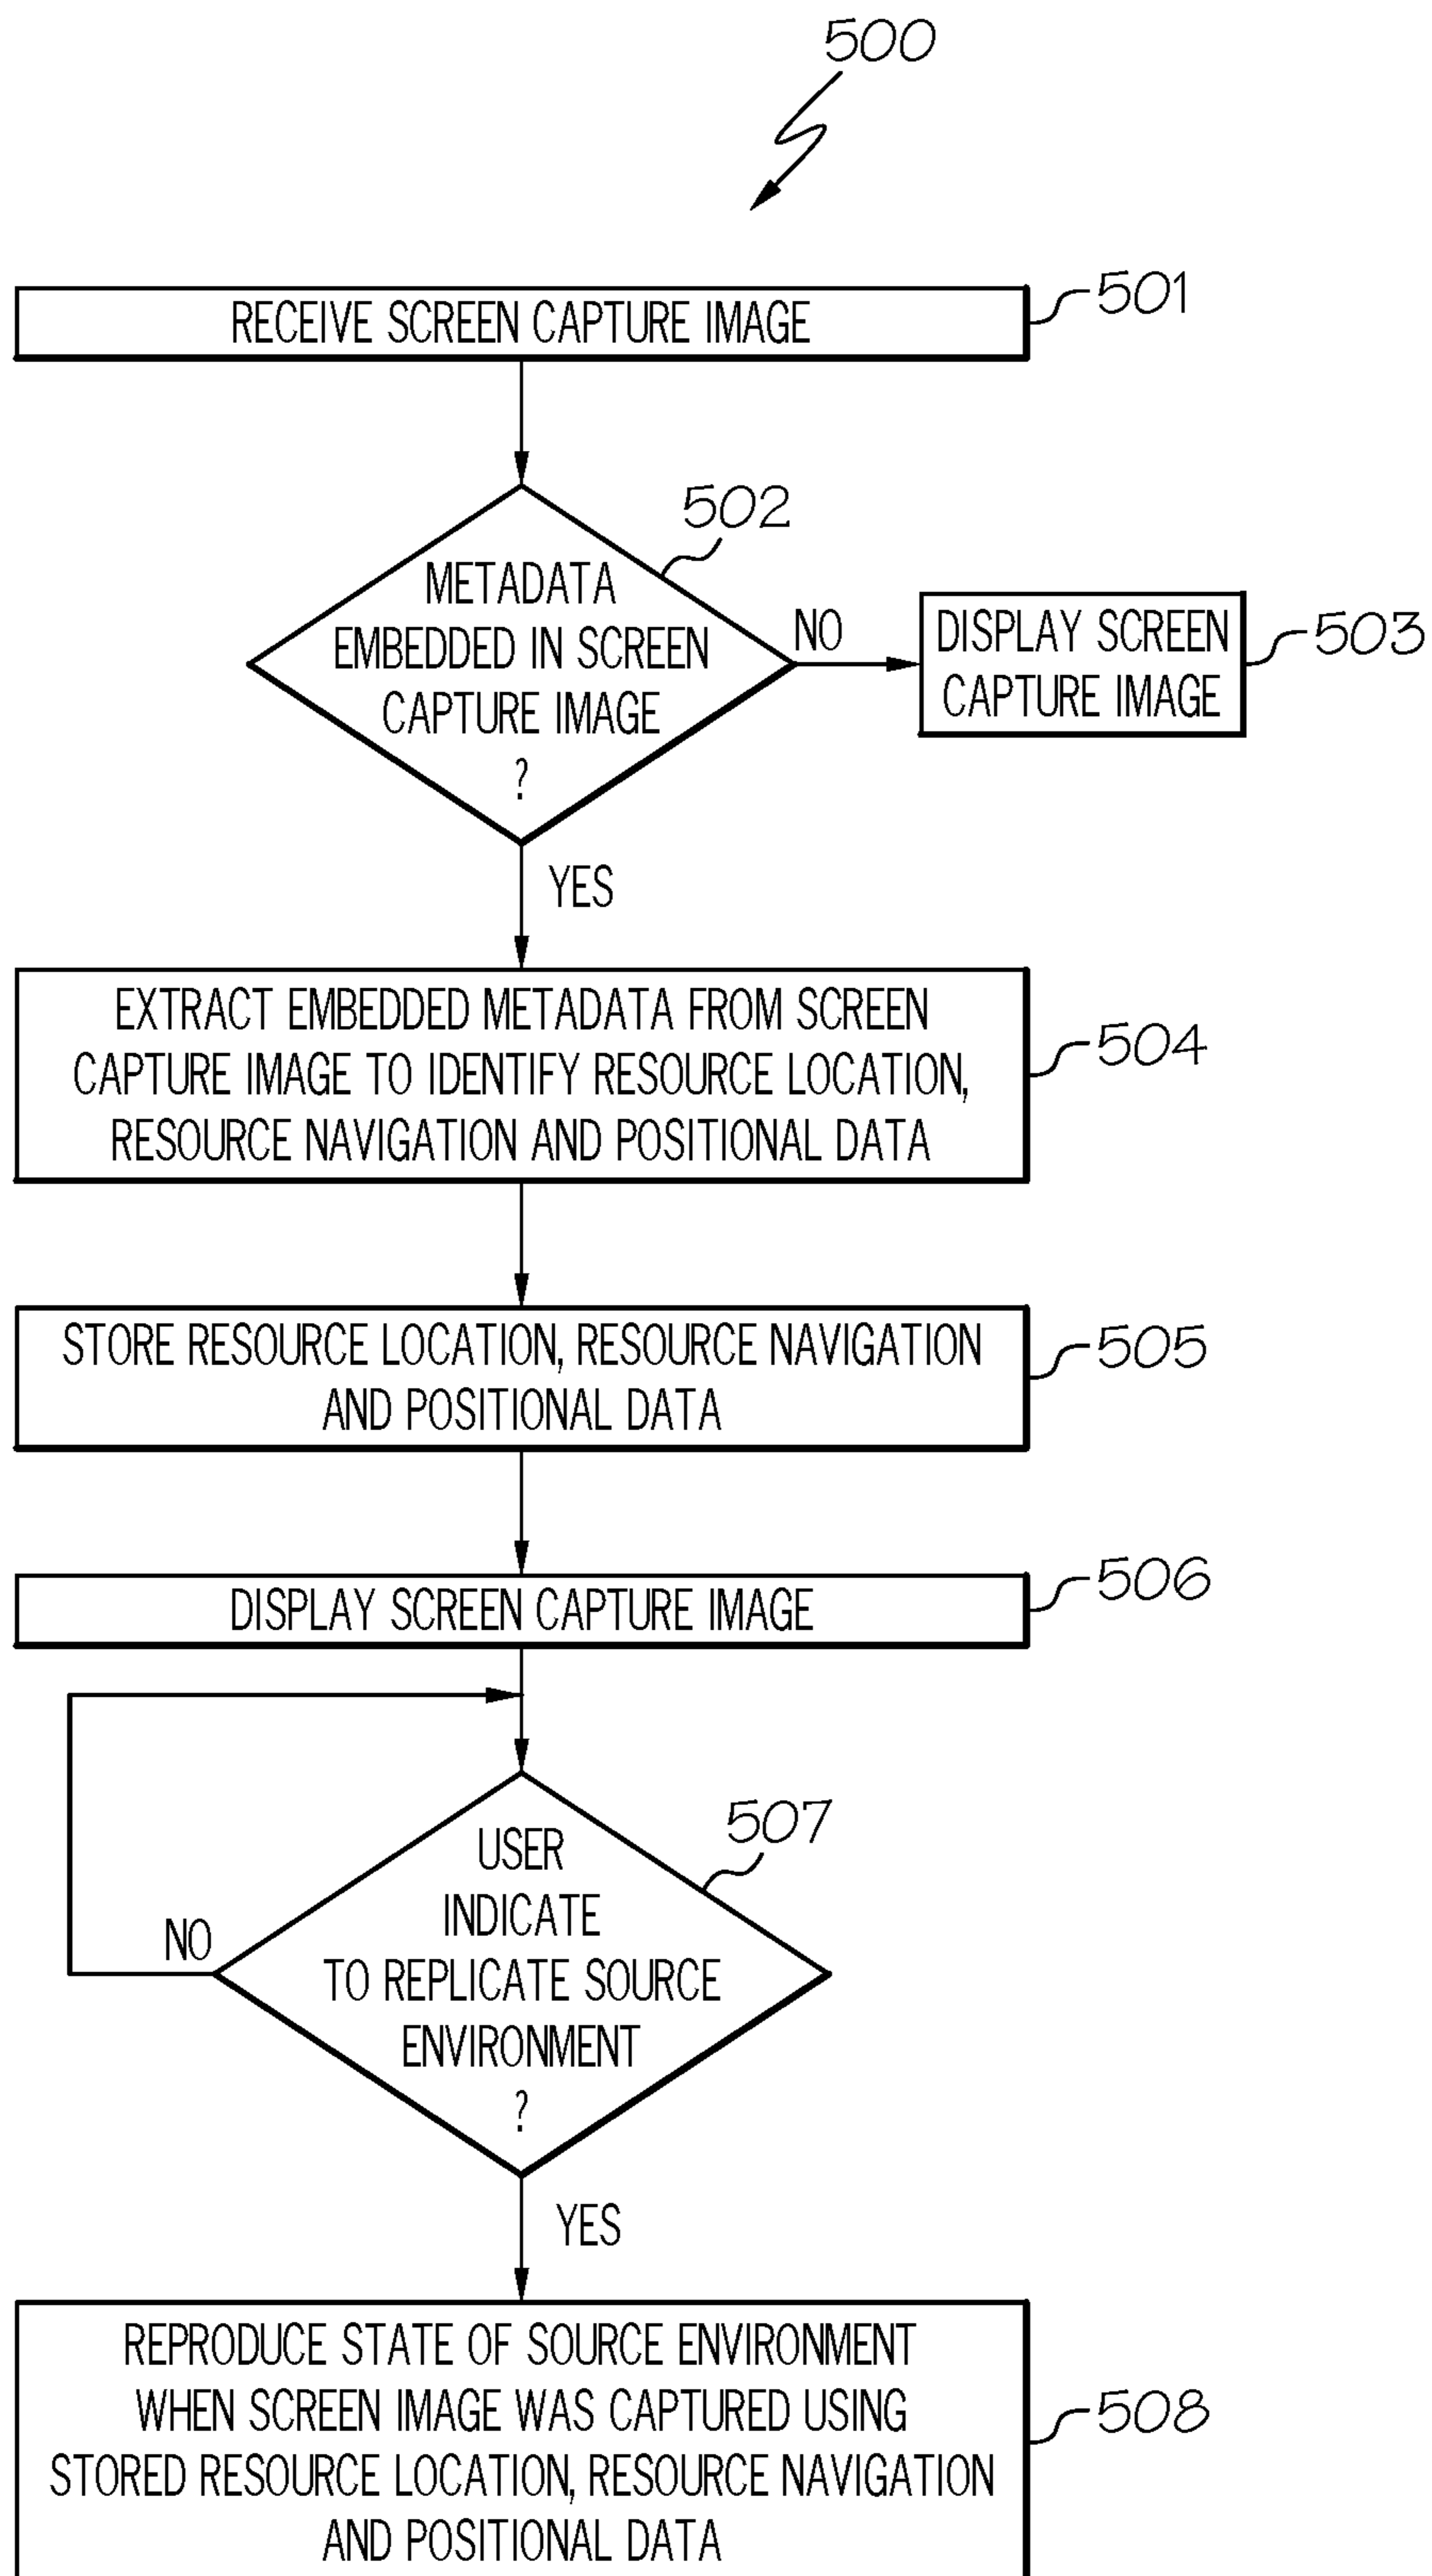 500
RECEIVE SCREEN CAPTURE IMAGE
501
502
METADATA
EMBEDDED IN SCREEN
CAPTURE IMAGE
?
NO
DISPLAY SCREEN
CAPTURE IMAGE
503
YES
EXTRACT EMBEDDED METADATA FROM SCREEN
CAPTURE IMAGE TO IDENTIFY RESOURCE LOCATION,
RESOURCE NAVIGATION AND POSITIONAL DATA
504
STORE RESOURCE LOCATION, RESOURCE NAVIGATION
AND POSITIONAL DATA
505
DISPLAY SCREEN CAPTURE IMAGE
506
507
USER
INDICATE
TO REPLICATE SOURCE
ENVIRONMENT
?
NO
YES
REPRODUCE STATE OF SOURCE ENVIRONMENT
WHEN SCREEN IMAGE WAS CAPTURED USING
STORED RESOURCE LOCATION, RESOURCE NAVIGATION
AND POSITIONAL DATA
508